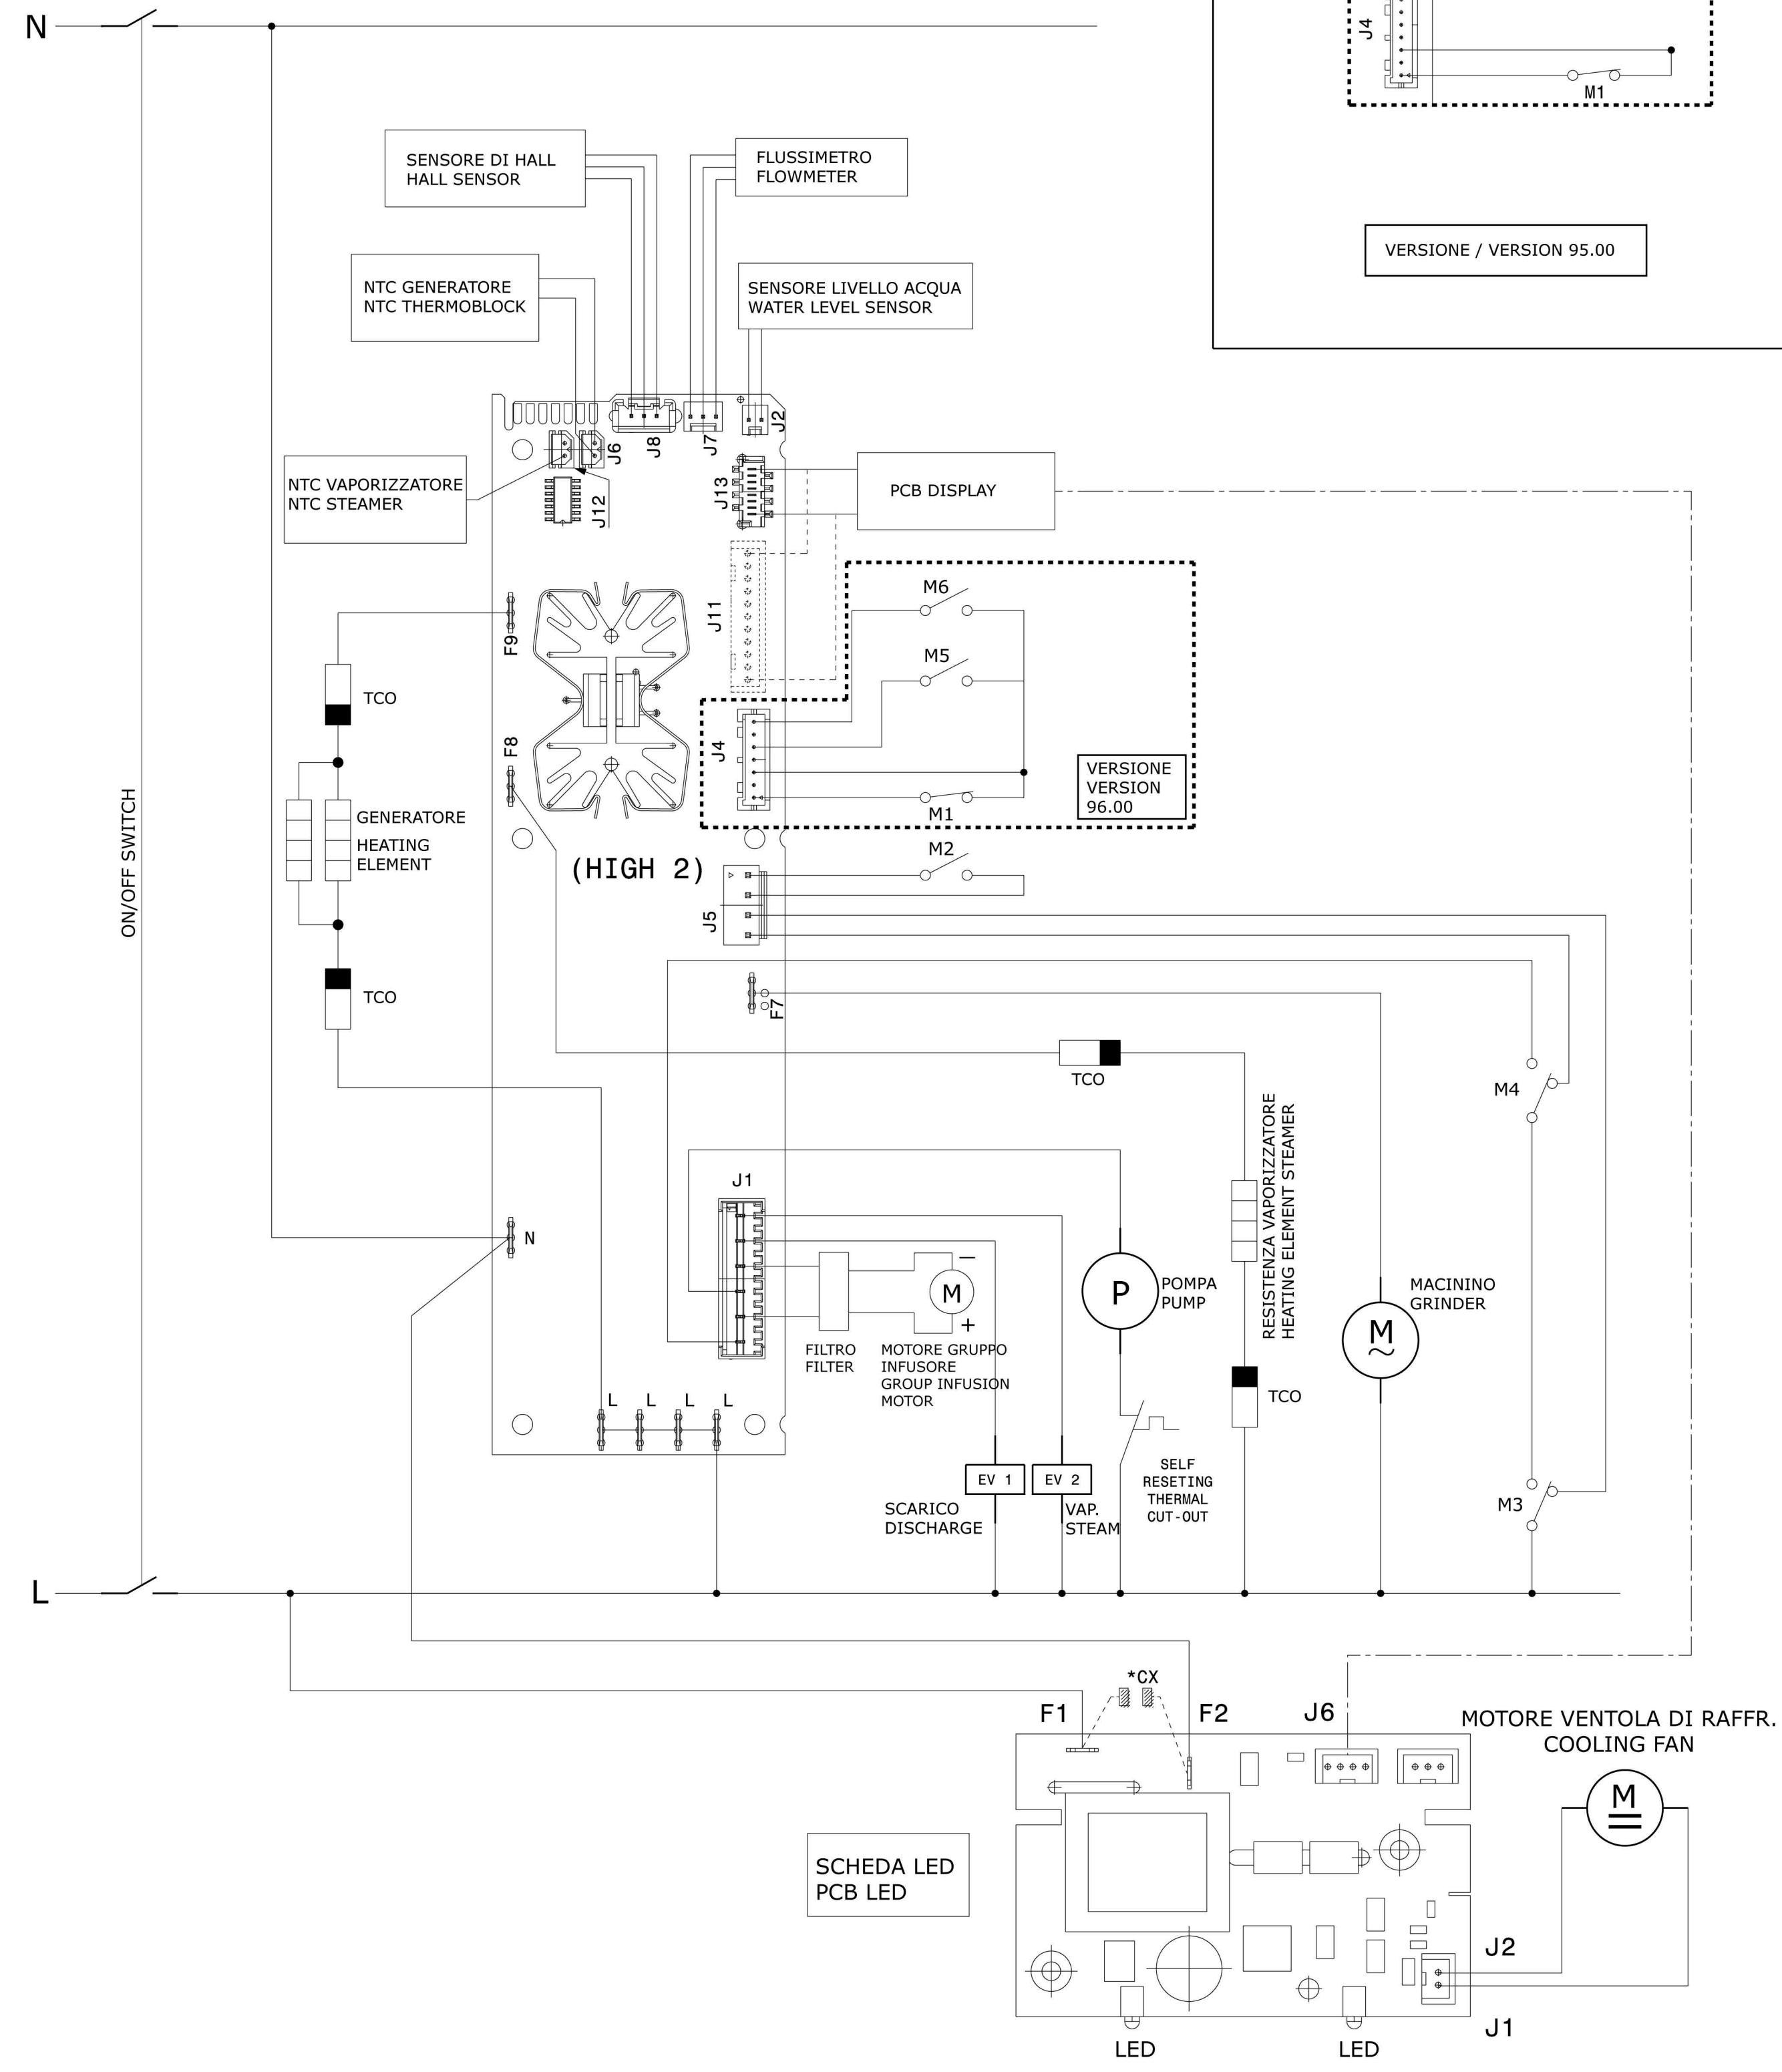 N
J4
M1
SENSORE DI HALL
HALL SENSOR
FLUSSIMETRO
FLOWMETER
VERSIONE / VERSION 95.00
NTC GENERATORE
NTC THERMOBLOCK
SENSORE LIVELLO ACQUA
WATER LEVEL SENSOR
J6
J8
J7
J2
NTC VAPORIZZATORE
NTC STEAMER
J12
J13
PCB DISPLAY
M6
J11
F9
M5
TCO
F8
J4
VERSIONE
VERSION
96.00
M1
GENERATORE
HEATING
ELEMENT
ON/OFF SWITCH
(HIGH 2)
M2
J5
TCO
F7
TCO
M4
RESISTENZA VAPORIZZATORE
HEATING ELEMENT STEAMER
J1
N
M
−
+
P
POMPA
PUMP
MACININO
GRINDER
M
~
FILTRO
FILTER
MOTORE GRUPPO
INFUSORE
GROUP INFUSION
MOTOR
TCO
L
L
L
L
EV 1
EV 2
SELF
RESETING
THERMAL
CUT-OUT
SCARICO
DISCHARGE
VAP.
STEAM
M3
L
*CX
F1
F2
J6
MOTORE VENTOLA DI RAFFR.
COOLING FAN
M
SCHEDA LED
PCB LED
J2
J1
LED
LED